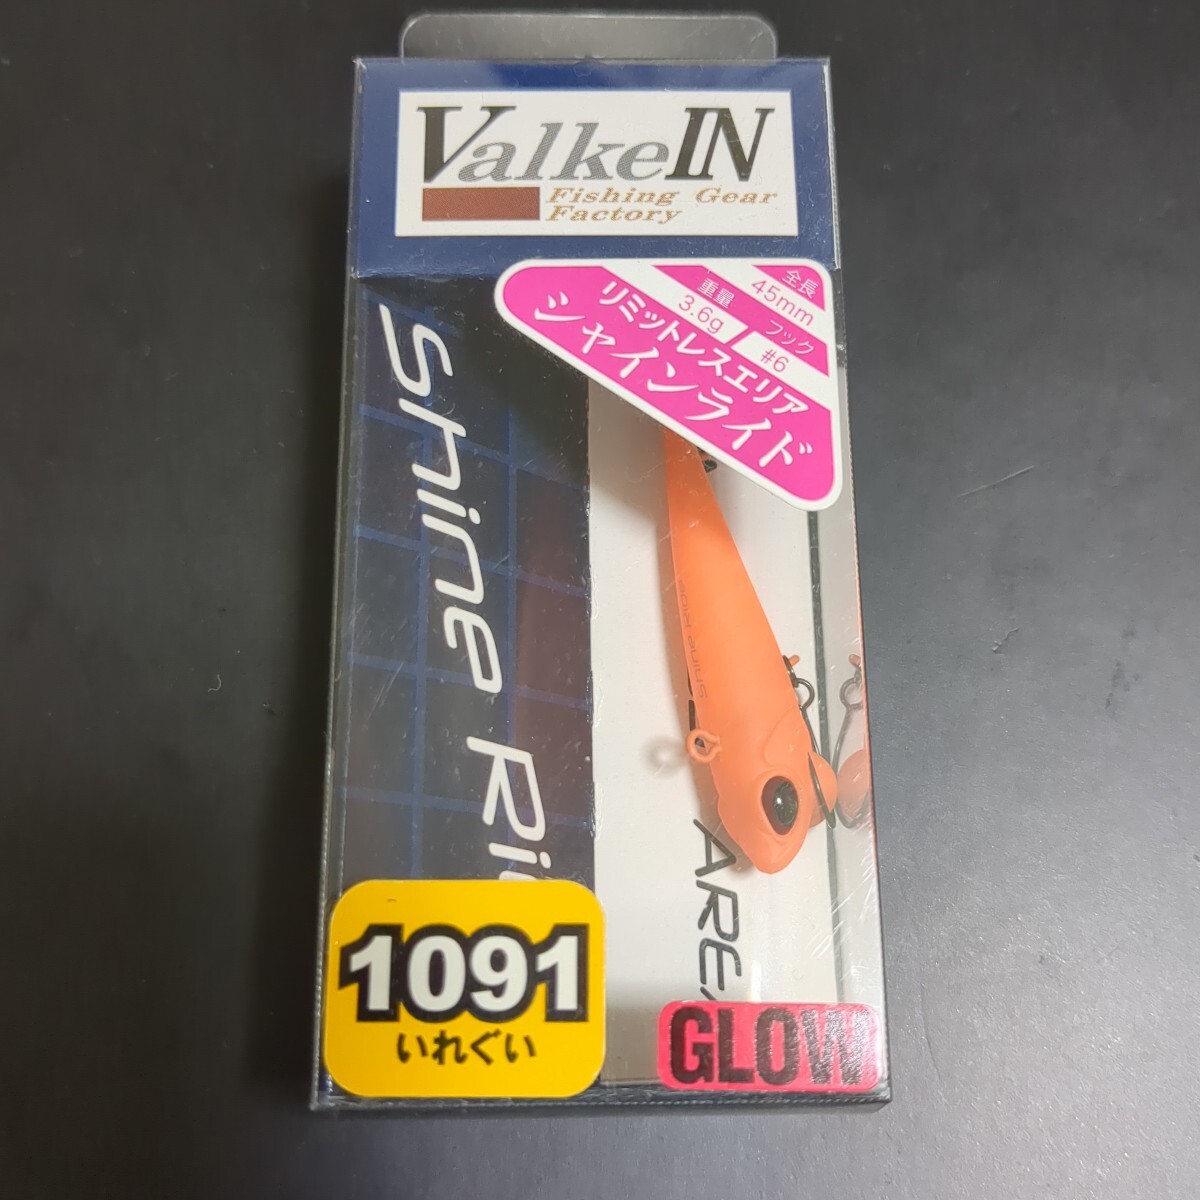 ValkeIN
Fishing Gear
Factory
全長
45mm
重量
3.6g
フック
#6
リミットレスエリア
シャインライド
Shine Ri
Shine Ride
AREA
1091
いれぐい
GLOW